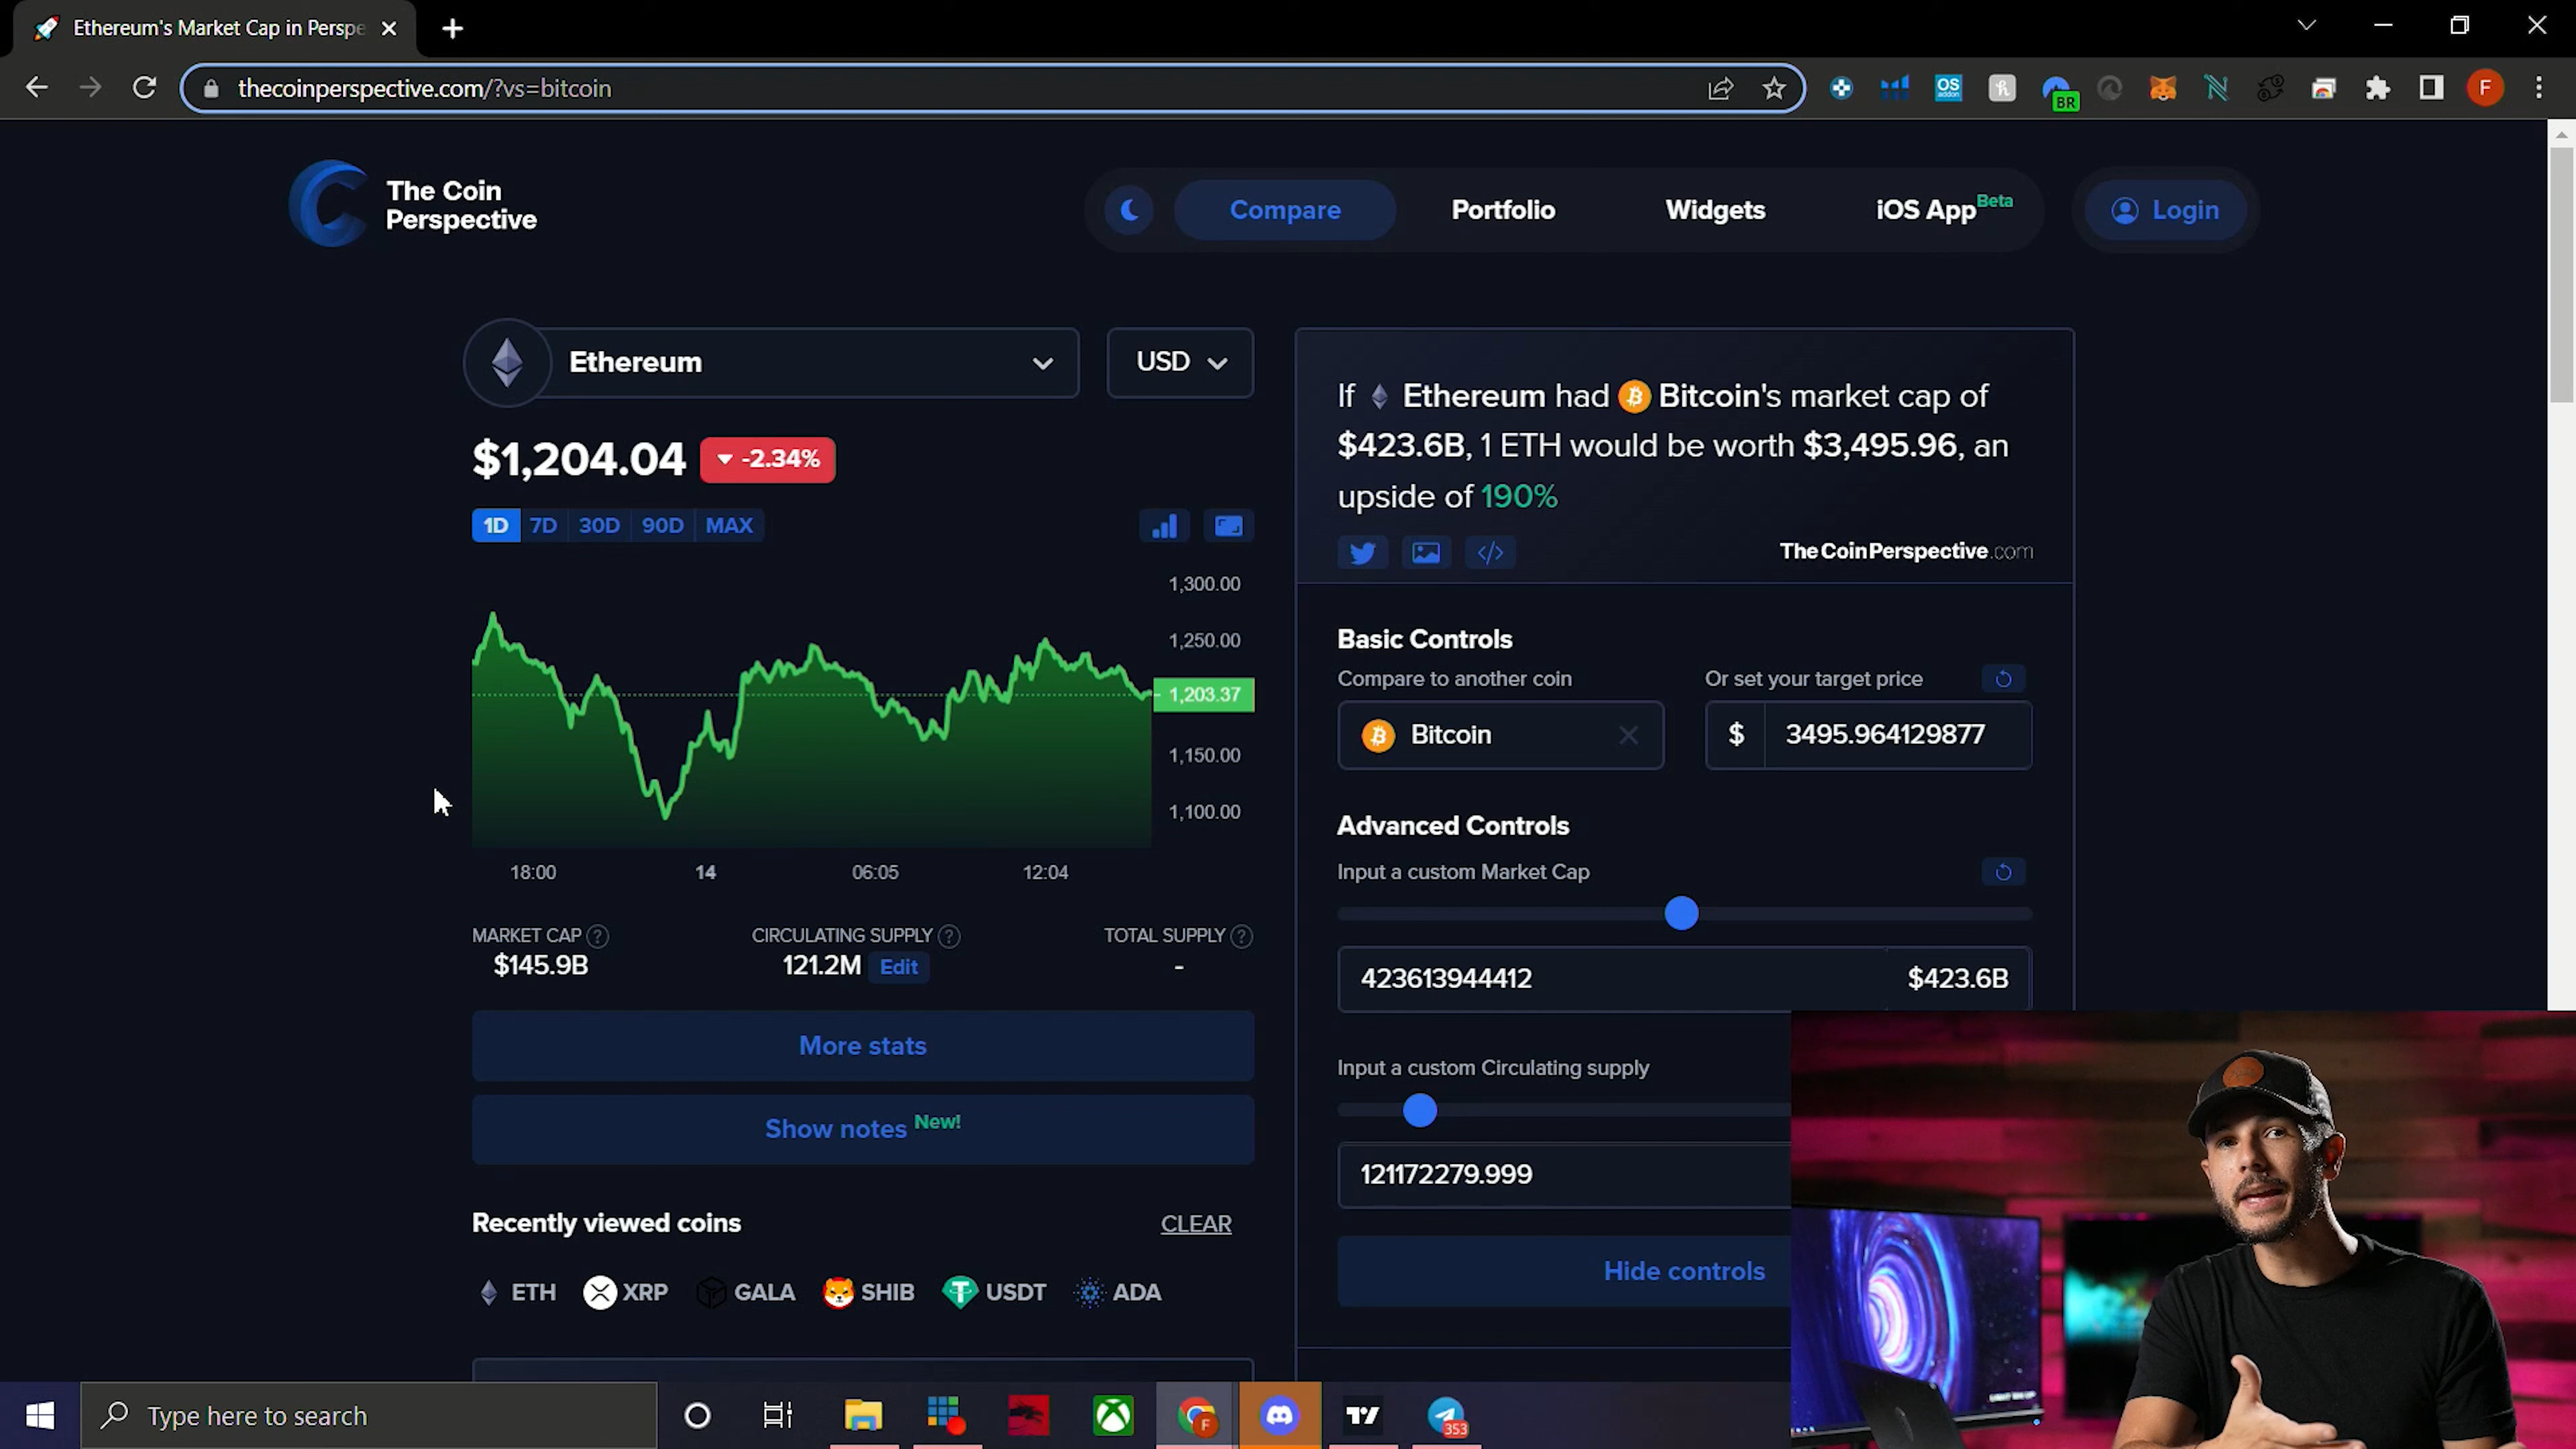 Ethereum's Market Cap in Perspe
thecoinperspective.com/?vs=bitcoin
OS
addon
BR
F
The Coin
Perspective
Compare
Portfolio
Widgets
iOS App Beta
Login
Ethereum
USD
$1,204.04
-2.34%
1D 7D 30D 90D MAX
1,300.00
1,250.00
1,203.37
1,150.00
1,100.00
18:00 14 06:05 12:04
MARKET CAP ?
$145.9B
CIRCULATING SUPPLY ?
121.2M Edit
TOTAL SUPPLY ?
-
More stats
Show notes New!
Recently viewed coins
CLEAR
ETH XRP GALA SHIB USDT ADA
If Ethereum had Bitcoin's market cap of
$423.6B, 1 ETH would be worth $3,495.96, an
upside of 190%
TheCoinPerspective.com
Basic Controls
Compare to another coin
Bitcoin
Or set your target price
$ 3495.964129877
Advanced Controls
Input a custom Market Cap
423613944412 $423.6B
Input a custom Circulating supply
121172279.999
Hide controls
Type here to search
F
353